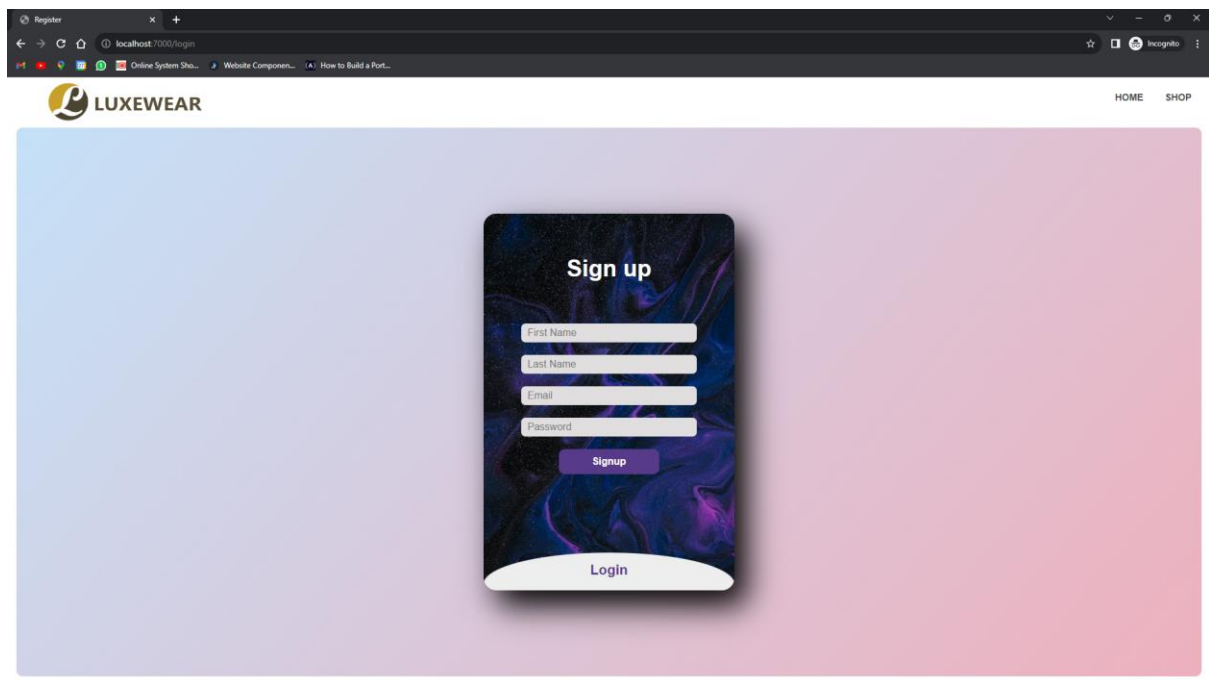 Register
localhost:7000/login
Incognito
Online System Sho...
Website Componen...
How to Build a Port...
L LUXEWEAR
HOME
SHOP
Sign up
First Name
Last Name
Email
Password
Signup
Login